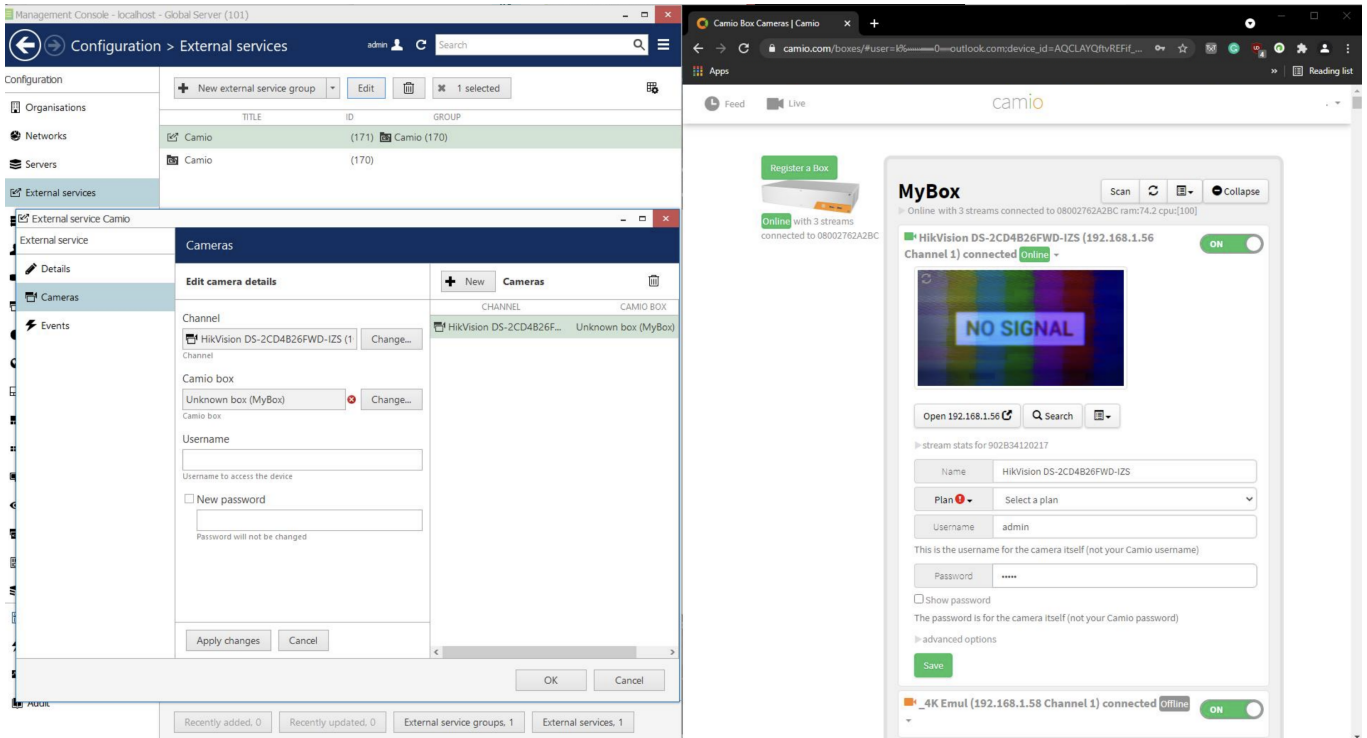 Management Console - localhost - Global Server (101)
Configuration > External services
admin
Search
Configuration
Organisations
Networks
Servers
External services
Audit
New external service group
Edit
1 selected
TITLE ID GROUP
Camio (171) Camio (170)
Camio (170)
External service Camio
External service
Details
Cameras
Events
Cameras
Edit camera details
Channel
HikVision DS-2CD4B26FWD-IZS (1
Change...
Channel
Camio box
Unknown box (MyBox)
Change...
Camio box
Username
Username to access the device
New password
Password will not be changed
Apply changes
Cancel
New
Cameras
CHANNEL CAMIO BOX
HikVision DS-2CD4B26F... Unknown box (MyBox)
OK
Cancel
Recently added, 0
Recently updated, 0
External service groups, 1
External services, 1
Camio Box Cameras | Camio
Apps
Reading list
Feed
Live
camio
Register a Box
Online with 3 streams
connected to 08002762A2BC
MyBox
Scan
Collapse
Online with 3 streams connected to 08002762A2BC ram:74.2 cpu:[100]
HikVision DS-2CD4B26FWD-IZS (192.168.1.56
Channel 1) connected Online
ON
NO SIGNAL
Open 192.168.1.56
Search
stream stats for 902B34120217
Name HikVision DS-2CD4B26FWD-IZS
Plan Select a plan
Username admin
This is the username for the camera itself (not your Camio username)
Password •••••
Show password
The password is for the camera itself (not your Camio password)
advanced options
Save
_4K Emul (192.168.1.58 Channel 1) connected Offline
ON